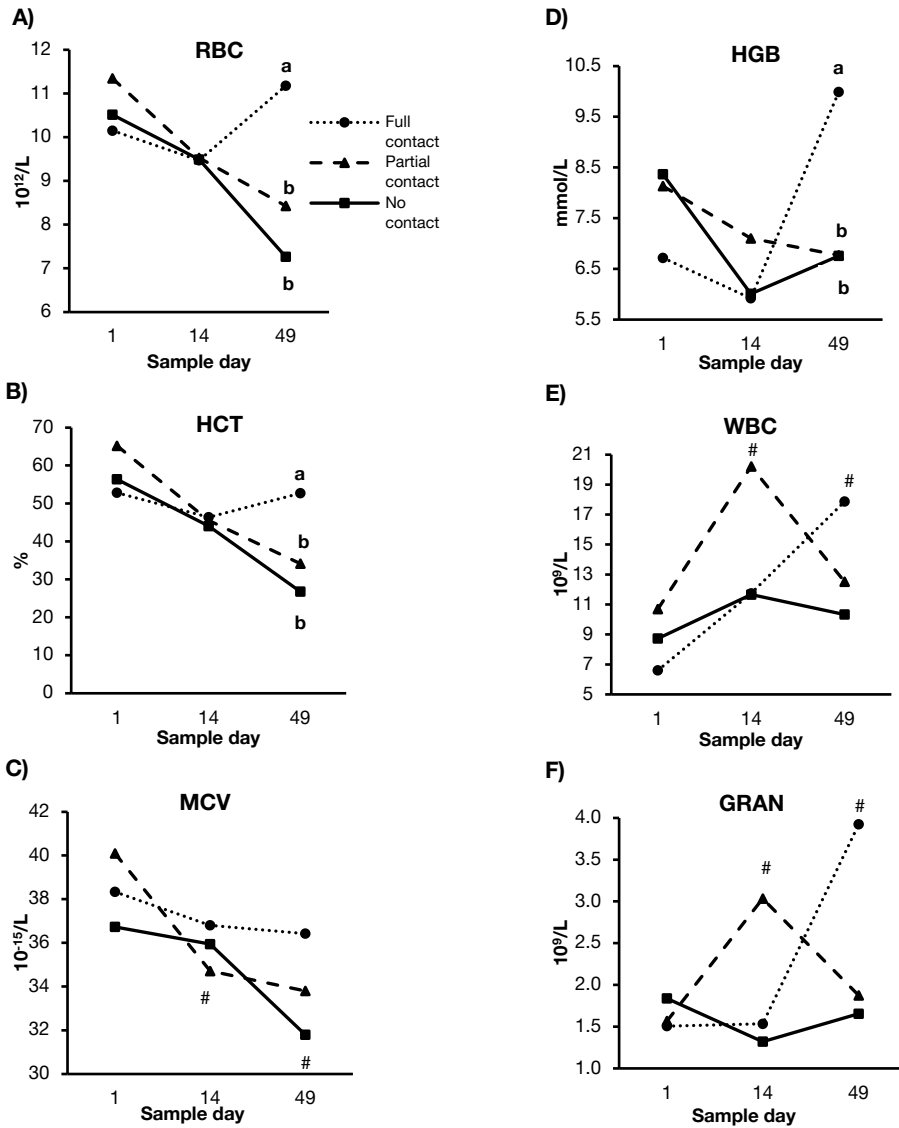 A)
RBC
12
11
10
9
8
7
6
10¹²/L
a
b
b
Full
contact
Partial
contact
No
contact
1 14 49
Sample day
B)
HCT
70
60
50
40
30
20
10
0
%
a
b
b
1 14 49
Sample day
C)
MCV
42
40
38
36
34
32
30
10⁻¹⁵/L
#
#
1 14 49
Sample day
D)
HGB
10.5
9.5
8.5
7.5
6.5
5.5
mmol/L
a
b
b
1 14 49
Sample day
E)
WBC
21
19
17
15
13
11
9
7
5
10⁹/L
#
#
1 14 49
Sample day
F)
GRAN
4.0
3.5
3.0
2.5
2.0
1.5
1.0
10⁹/L
#
#
1 14 49
Sample day